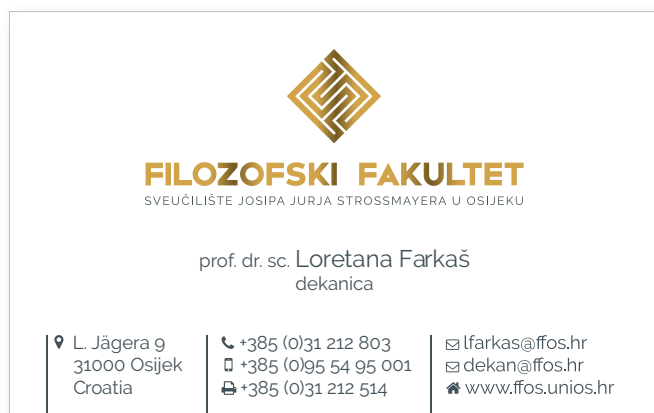 FILOZOFSKI FAKULTET
SVEUČILIŠTE JOSIPA JURJA STROSSMAYERA U OSIJEKU
prof. dr. sc. Loretana Farkaš
dekanica
L. Jägera 9
31000 Osijek
Croatia
+385 (0)31 212 803
+385 (0)95 54 95 001
+385 (0)31 212 514
lfarkas@ffos.hr
dekan@ffos.hr
www.ffos.unios.hr